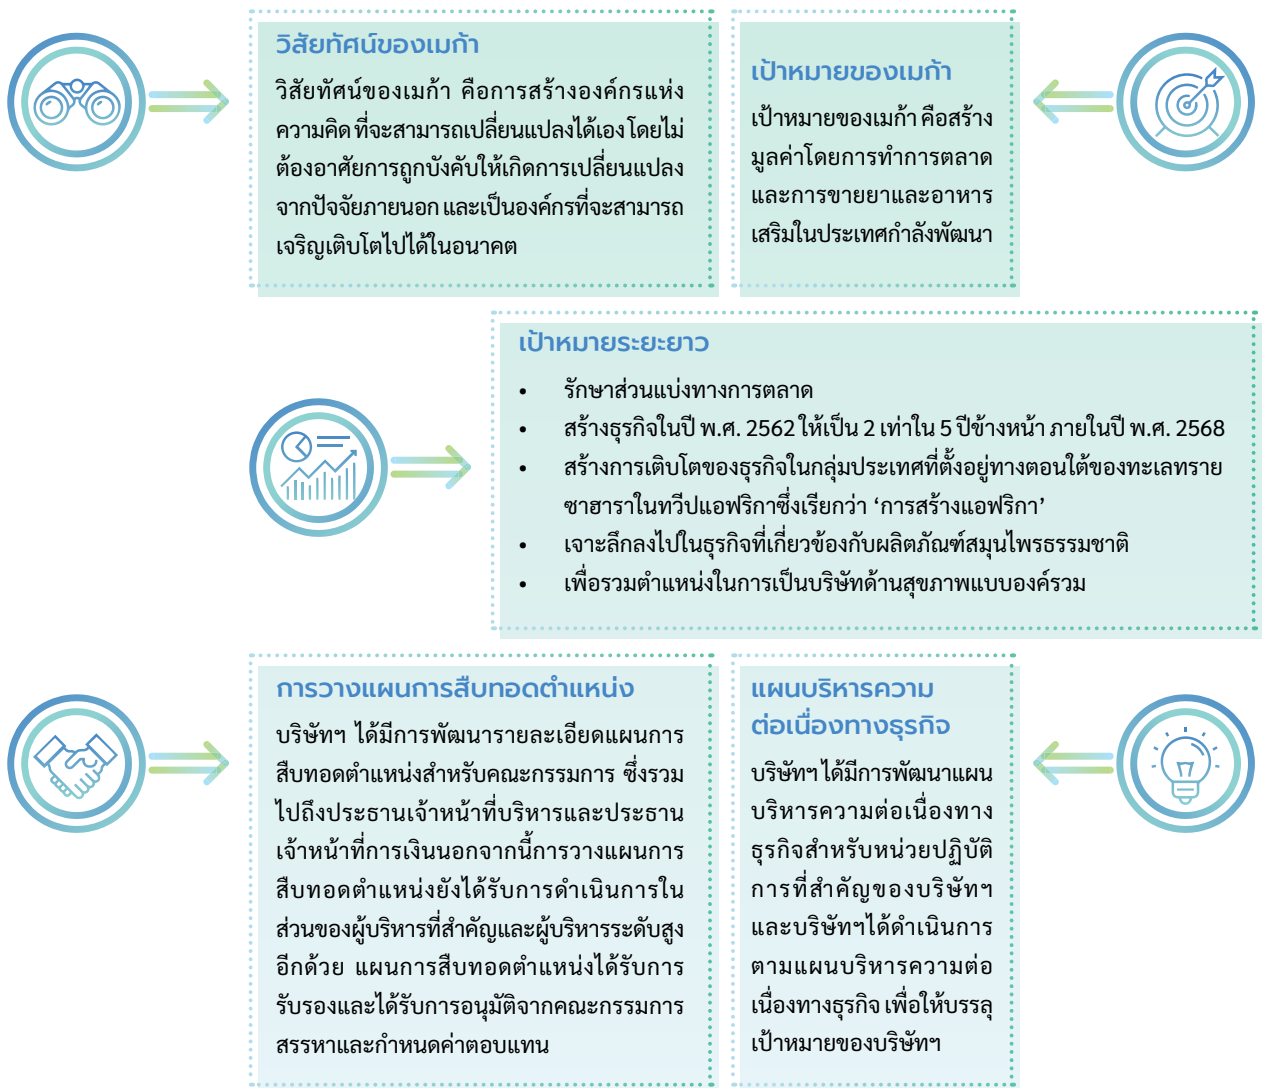 วิสัยทัศน์ของเมก้า
วิสัยทัศน์ของเมก้า คือการสร้างองค์กรแห่ง
ความคิด ที่จะสามารถเปลี่ยนแปลงได้เอง โดยไม่
ต้องอาศัยการถูกบังคับให้เกิดการเปลี่ยนแปลง
จากปัจจัยภายนอก และเป็นองค์กรที่จะสามารถ
เจริญเติบโตไปได้ในอนาคต
เป้าหมายของเมก้า
เป้าหมายของเมก้า คือสร้าง
มูลค่าโดยการทำการตลาด
และการขายยาและอาหาร
เสริมในประเทศกำลังพัฒนา
เป้าหมายระยะยาว
• รักษาส่วนแบ่งทางการตลาด
• สร้างธุรกิจในปี พ.ศ. 2562 ให้เป็น 2 เท่าใน 5 ปีข้างหน้า ภายในปี พ.ศ. 2568
• สร้างการเติบโตของธุรกิจในกลุ่มประเทศที่ตั้งอยู่ทางตอนใต้ของทะเลทราย
ซาฮาราในทวีปแอฟริกาซึ่งเรียกว่า ‘การสร้างแอฟริกา’
• เจาะลึกลงไปในธุรกิจที่เกี่ยวข้องกับผลิตภัณฑ์สมุนไพรธรรมชาติ
• เพื่อรวมตำแหน่งในการเป็นบริษัทด้านสุขภาพแบบองค์รวม
การวางแผนการสืบทอดตำแหน่ง
บริษัทฯ ได้มีการพัฒนารายละเอียดแผนการ
สืบทอดตำแหน่งสำหรับคณะกรรมการ ซึ่งรวม
ไปถึงประธานเจ้าหน้าที่บริหารและประธาน
เจ้าหน้าที่การเงินนอกจากนี้การวางแผนการ
สืบทอดตำแหน่งยังได้รับการดำเนินการใน
ส่วนของผู้บริหารที่สำคัญและผู้บริหารระดับสูง
อีกด้วย แผนการสืบทอดตำแหน่งได้รับการ
รับรองและได้รับการอนุมัติจากคณะกรรมการ
สรรหาและกำหนดค่าตอบแทน
แผนบริหารความ
ต่อเนื่องทางธุรกิจ
บริษัทฯ ได้มีการพัฒนาแผน
บริหารความต่อเนื่องทาง
ธุรกิจสำหรับหน่วยปฏิบัติ
การที่สำคัญของบริษัทฯ
และบริษัทฯได้ดำเนินการ
ตามแผนบริหารความต่อ
เนื่องทางธุรกิจ เพื่อให้บรรลุ
เป้าหมายของบริษัทฯ